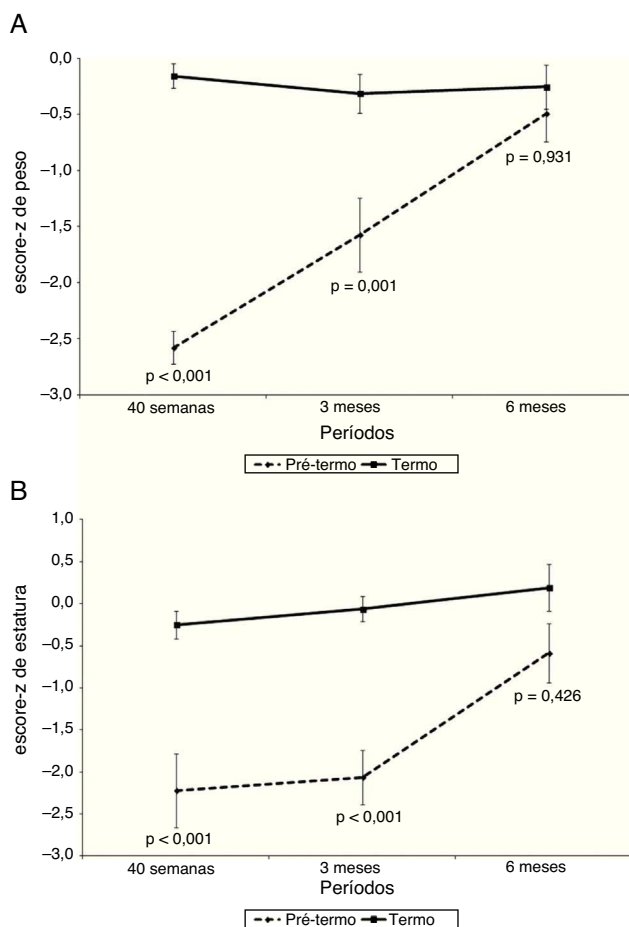 A
0,0
–0,5
–1,0
–1,5
–2,0
–2,5
–3,0
escore-z de peso
p < 0,001
p = 0,001
p = 0,931
40 semanas 3 meses 6 meses
Períodos
Pré-termo Termo
B
1,0
0,5
0,0
–0,5
–1,0
–1,5
–2,0
–2,5
–3,0
escore-z de estatura
p < 0,001
p < 0,001
p = 0,426
40 semanas 3 meses 6 meses
Períodos
Pré-termo Termo